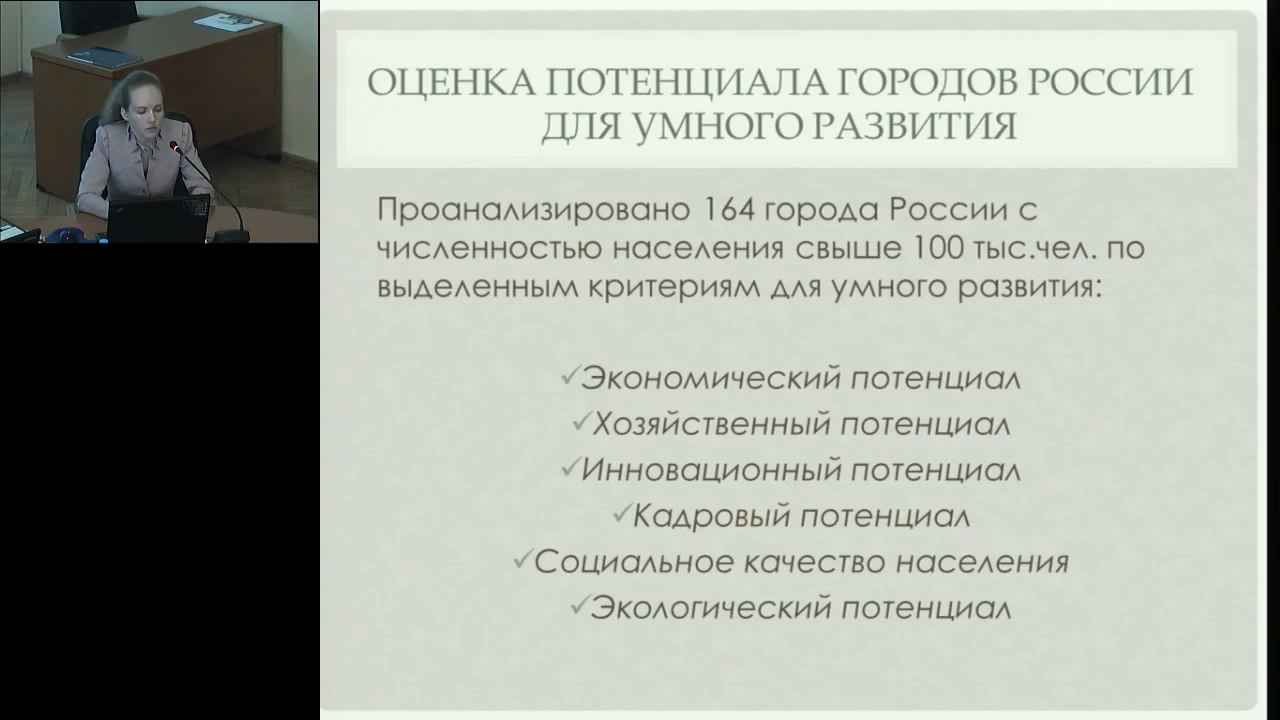 ОЦЕНКА ПОТЕНЦИАЛА ГОРОДОВ РОССИИ
ДЛЯ УМНОГО РАЗВИТИЯ
Проанализировано 164 города России с
численностью населения свыше 100 тыс.чел. по
выделенным критериям для умного развития:
✓Экономический потенциал
✓Хозяйственный потенциал
✓Инновационный потенциал
✓Кадровый потенциал
✓Социальное качество населения
✓Экологический потенциал